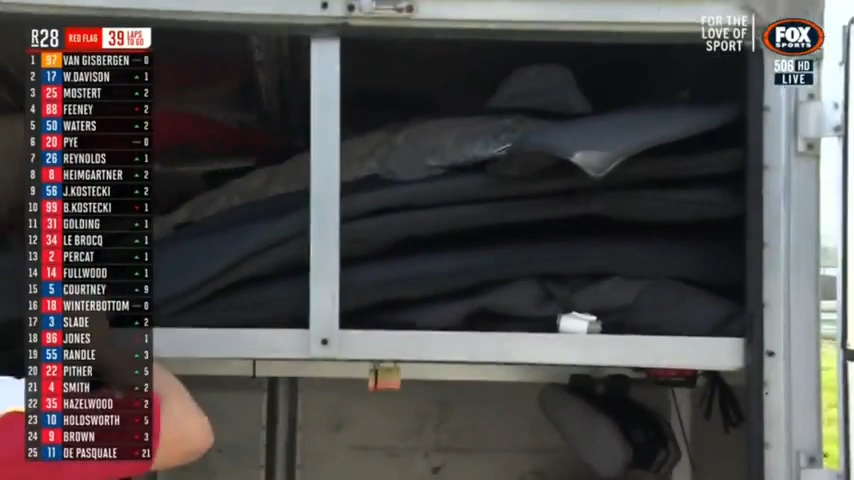 R28 RED FLAG 39 LAPS TO GO
1 97 VAN GISBERGEN 0
2 17 W.DAVISON 1
3 25 MOSTERT 2
4 88 FEENEY 2
5 50 WATERS 2
6 20 PYE 0
7 26 REYNOLDS 1
8 8 HEIMGARTNER 2
9 56 J.KOSTECKI 2
10 99 B.KOSTECKI 1
11 31 GOLDING 1
12 34 LE BROCQ 1
13 2 PERCAT 1
14 14 FULLWOOD 1
15 5 COURTNEY 9
16 18 WINTERBOTTOM 0
17 3 SLADE 2
18 96 JONES 1
19 55 RANDLE 3
20 22 PITHER 5
21 4 SMITH 2
22 35 HAZELWOOD 2
23 10 HOLDSWORTH 5
24 9 BROWN 3
25 11 DE PASQUALE 21
FOR THE
LOVE OF
SPORT
FOX
SPORTS
506 HD
LIVE